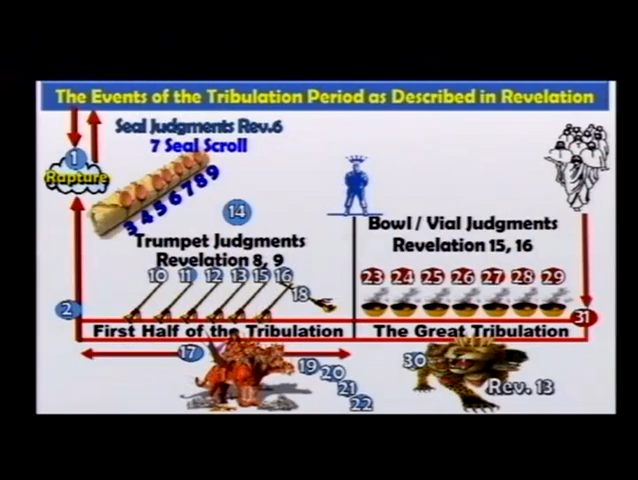 The Events of the Tribulation Period as Described in Revelation
Seal Judgments Rev.6
7 Seal Scroll
1
Rapture
3 4 5 6 7 8 9
14
Trumpet Judgments
Revelation 8, 9
10 11 12 13 15 16
18
Bowl / Vial Judgments
Revelation 15, 16
23 24 25 26 27 28 29
2
31
First Half of the Tribulation
The Great Tribulation
17
19
20
21
22
30
Rev. 13